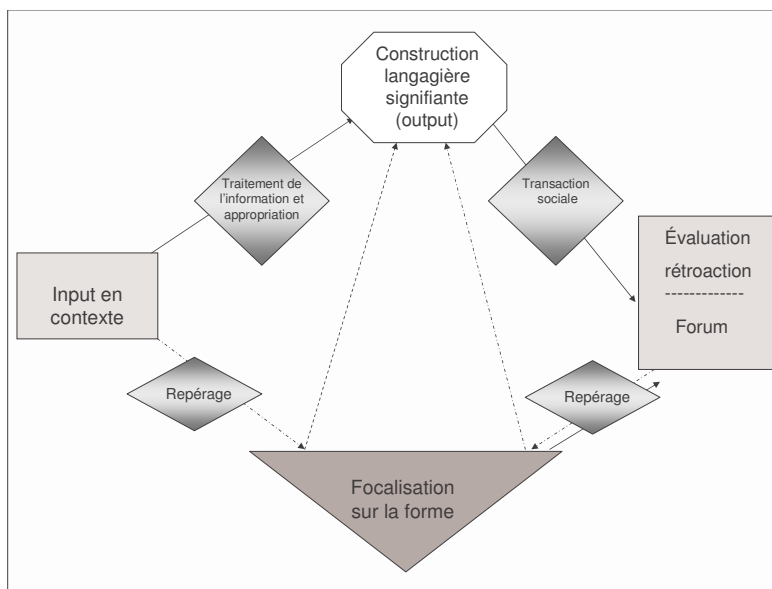 Construction
langagière
signifiante
(output)
Traitement de
l'information et
appropriation
Transaction
sociale
Évaluation
rétroaction
-------------
Forum
Input en
contexte
Repérage
Repérage
Focalisation
sur la forme